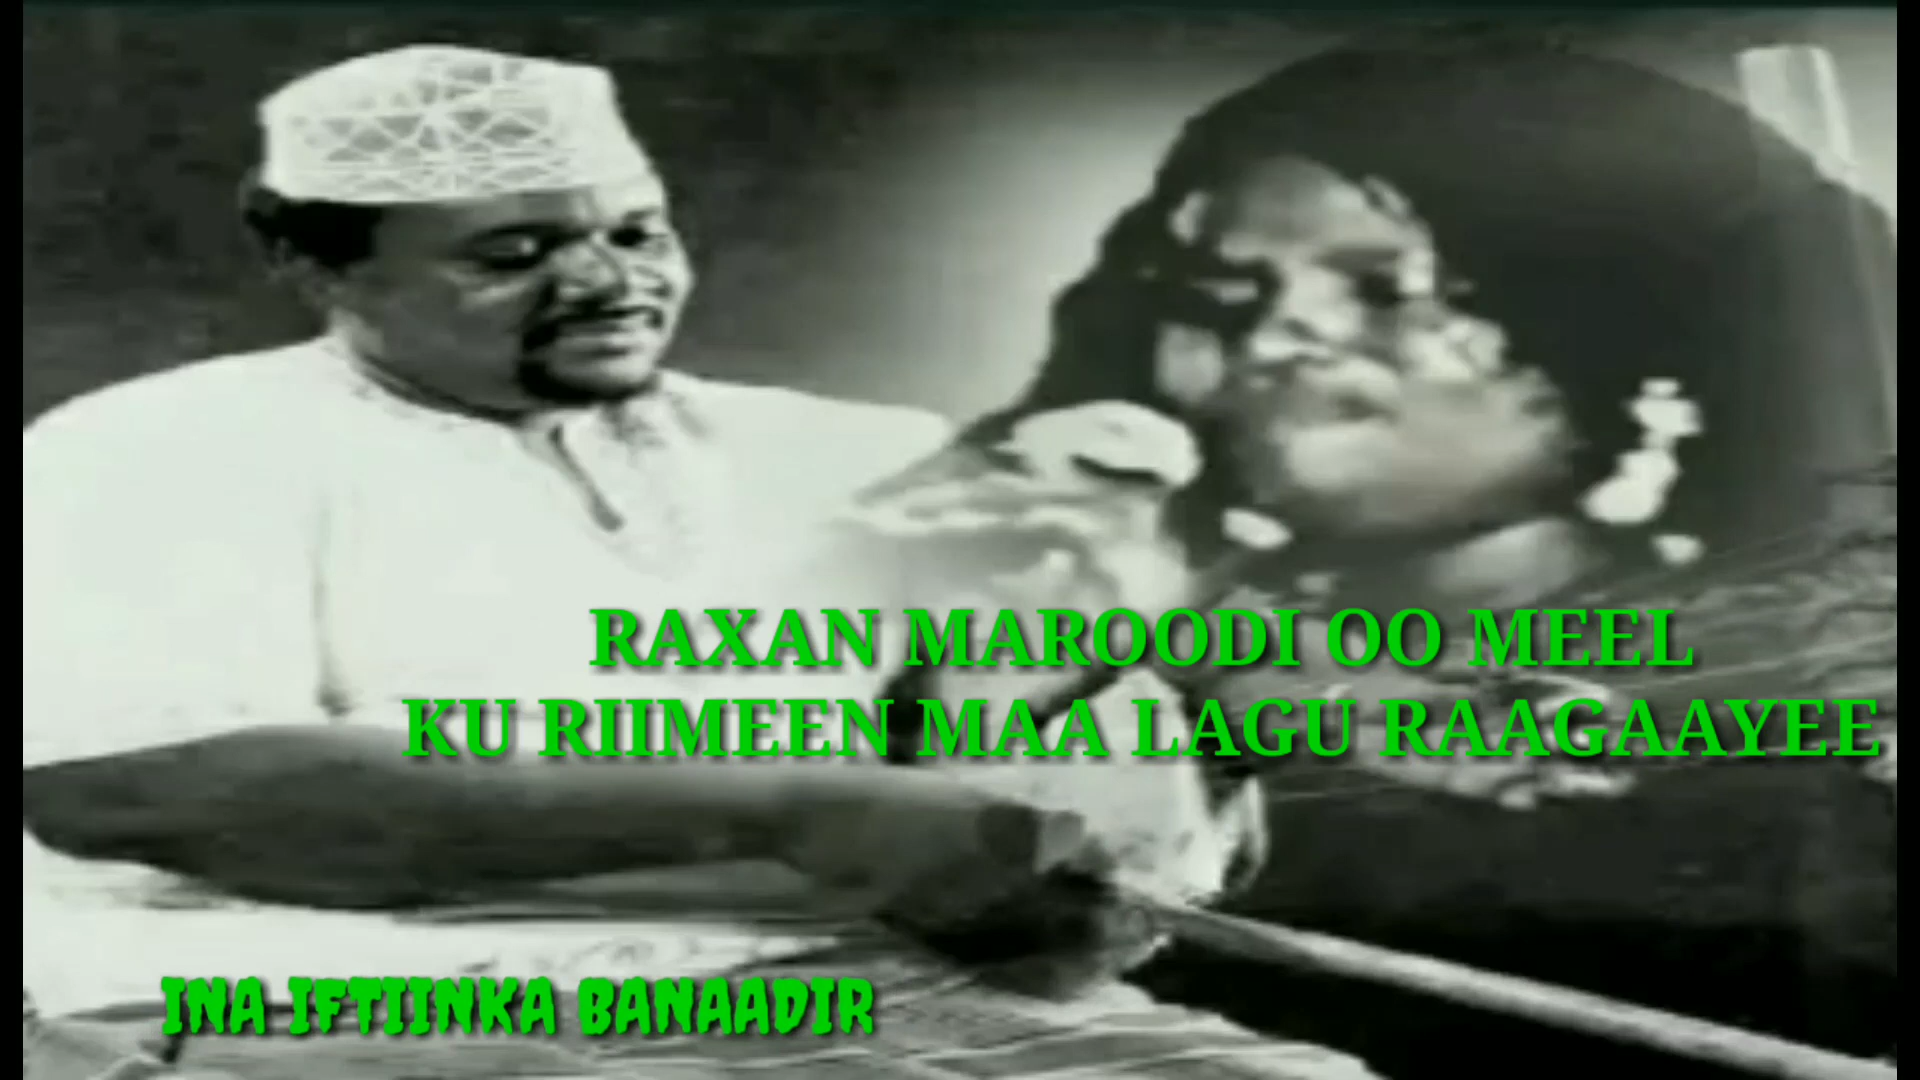 RAXAN MAROODI OO MEEL
KU RIIMEEN MAA LAGU RAAGAAYEE
INA IFTIINKA BANAADIR